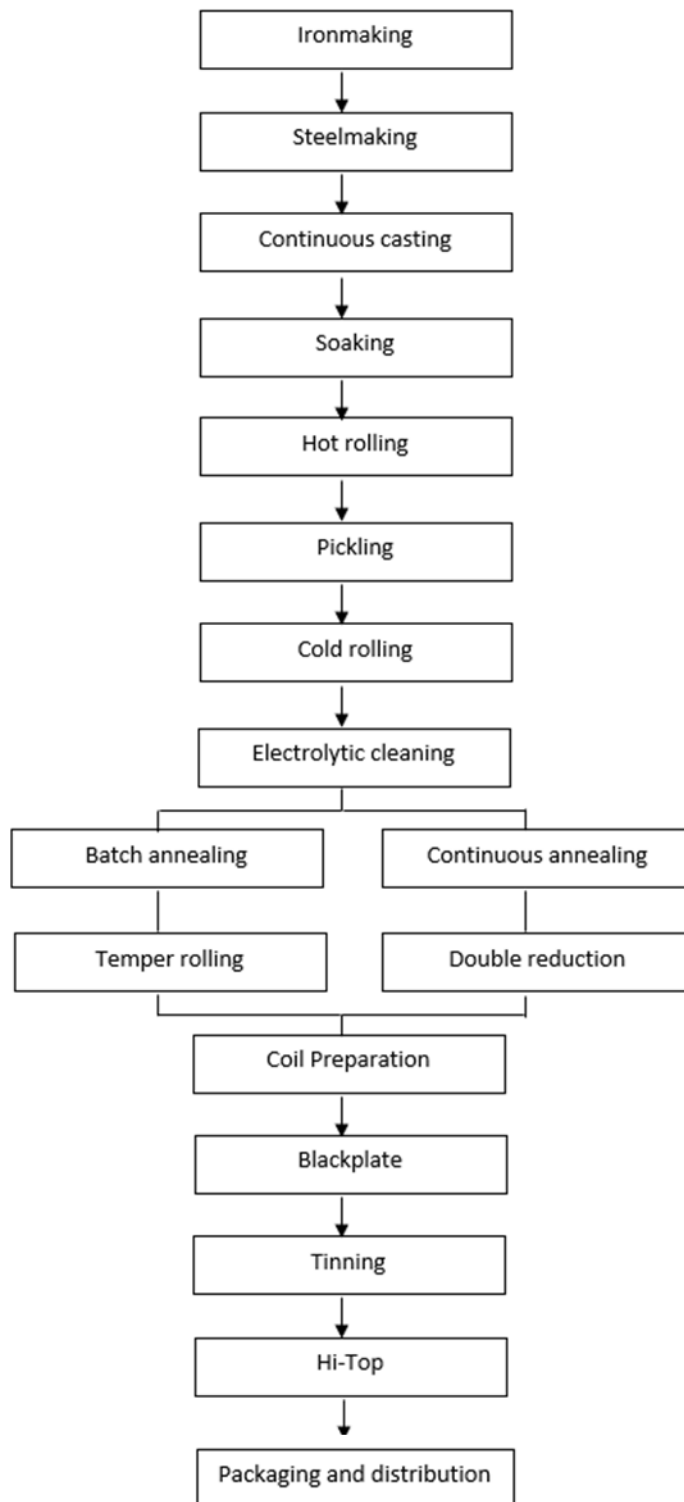 Ironmaking
Steelmaking
Continuous casting
Soaking
Hot rolling
Pickling
Cold rolling
Electrolytic cleaning
Batch annealing
Continuous annealing
Temper rolling
Double reduction
Coil Preparation
Blackplate
Tinning
Hi-Top
Packaging and distribution